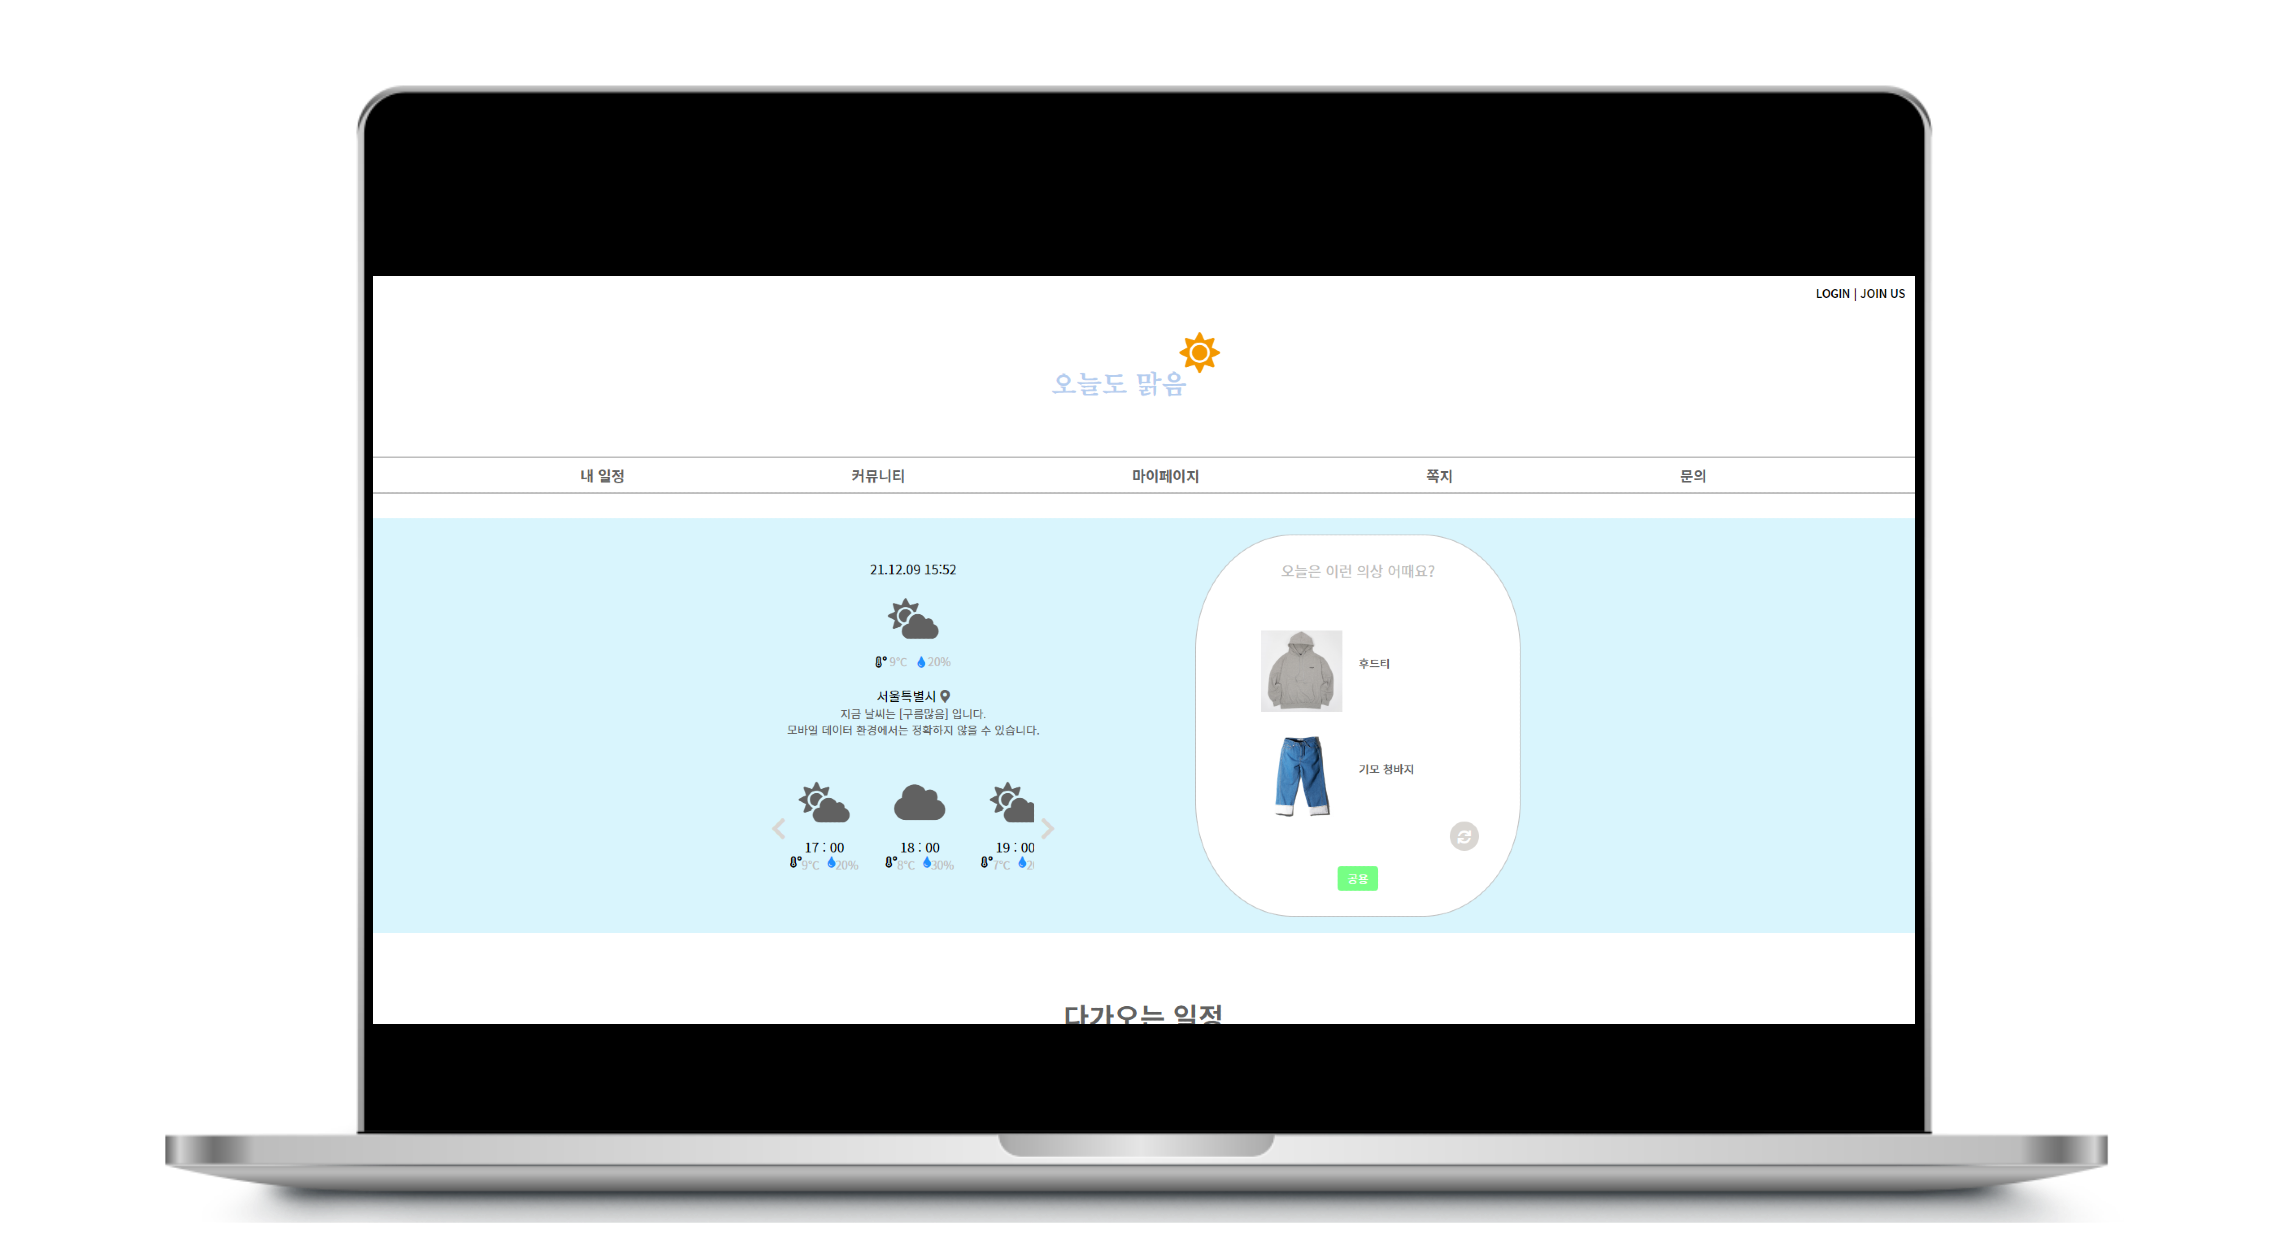 LOGIN | JOIN US
오늘도 맑음
내 일정 커뮤니티 마이페이지 쪽지 문의
21.12.09 15:52
9°C 20%
서울특별시
지금 날씨는 [구름많음] 입니다.
모바일 데이터 환경에서는 정확하지 않을 수 있습니다.
17 : 00 18 : 00 19 : 00
9°C 20% 8°C 30% 7°C 2
오늘은 이런 의상 어때요?
후드티
기모 청바지
공용
다가오는 일정